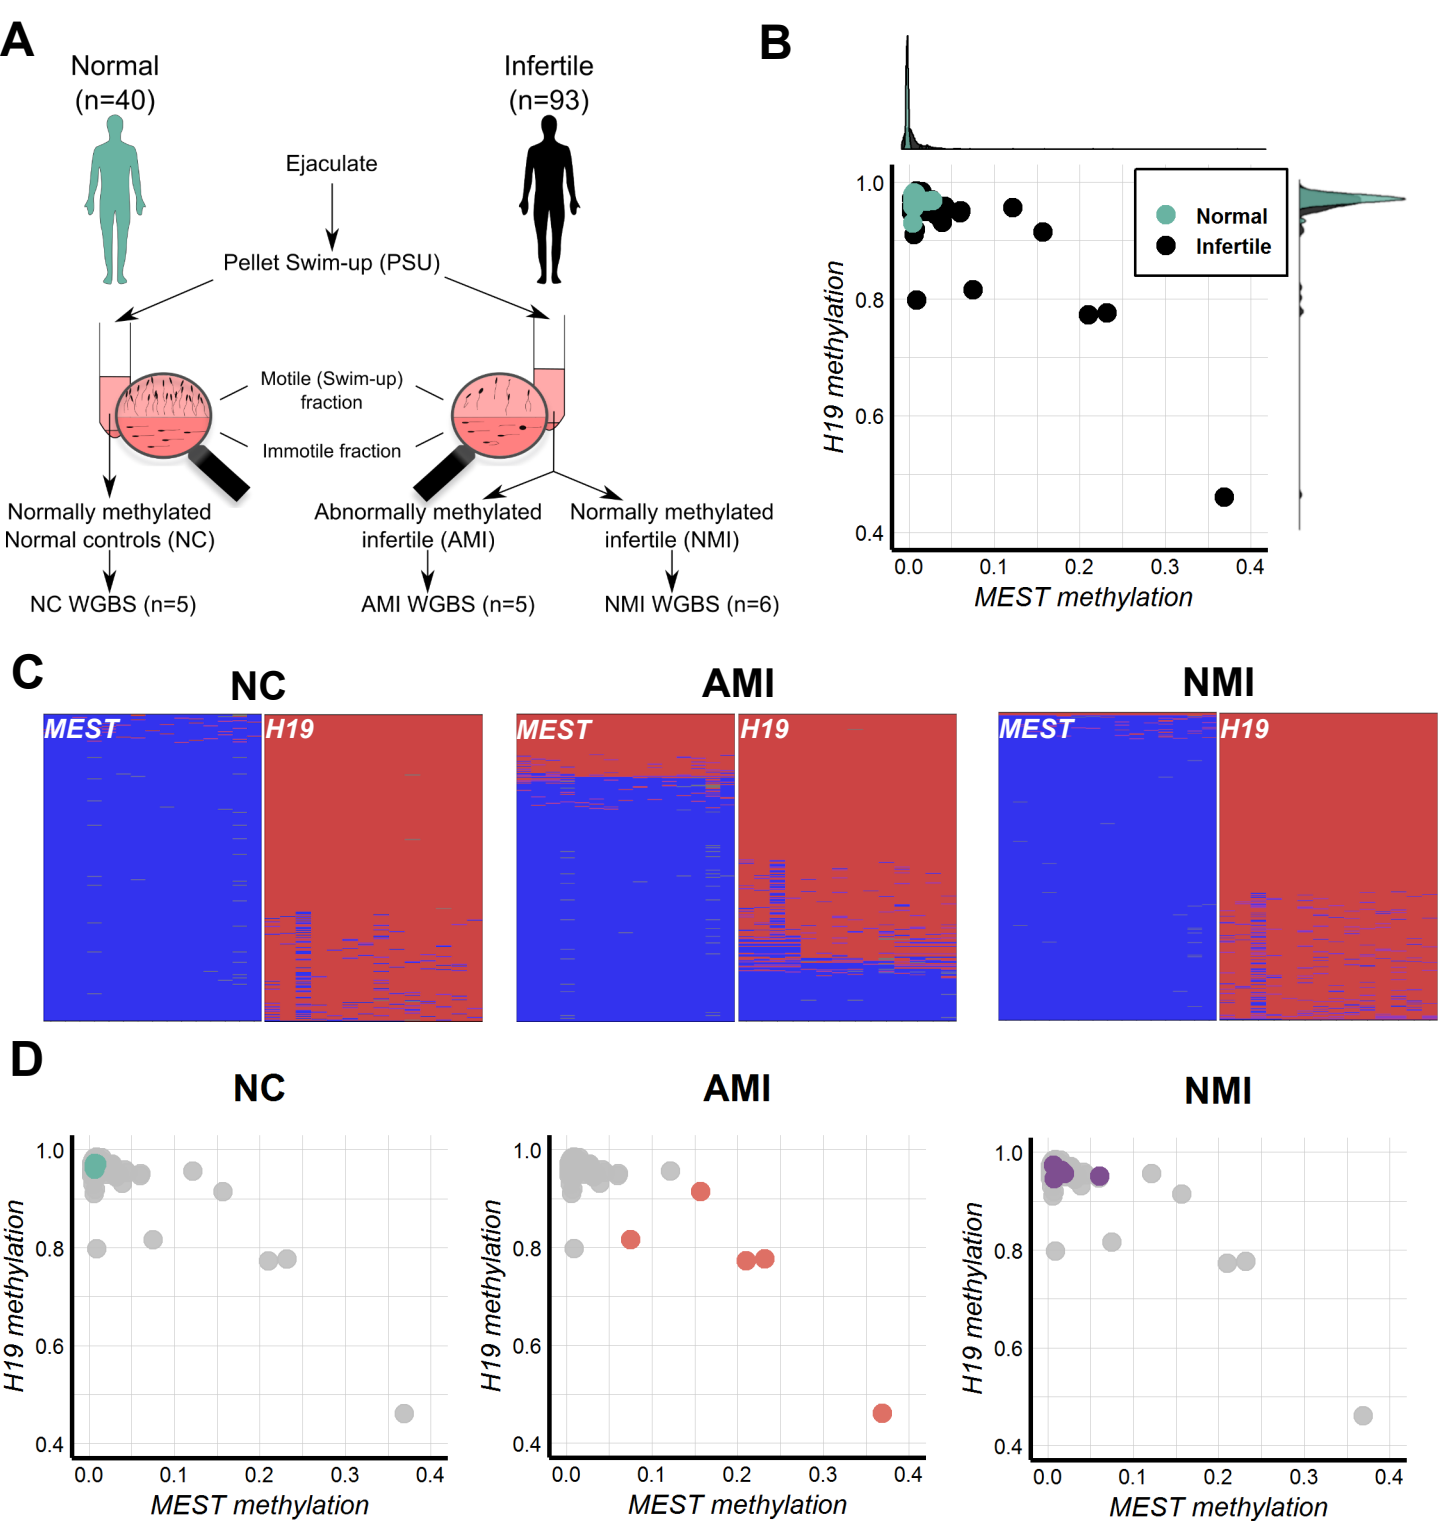 A
Normal
(n=40)
Infertile
(n=93)
Ejaculate
Pellet Swim-up (PSU)
Motile (Swim-up)
fraction
Immotile fraction
Normally methylated
Normal controls (NC)
Abnormally methylated
infertile (AMI)
Normally methylated
infertile (NMI)
NC WGBS (n=5)
AMI WGBS (n=5)
NMI WGBS (n=6)
B
Normal
Infertile
H19 methylation
1.0
0.8
0.6
0.4
0.0 0.1 0.2 0.3 0.4
MEST methylation
C
NC
MEST H19
AMI
MEST H19
NMI
MEST H19
D
NC
H19 methylation
1.0
0.8
0.6
0.4
0.0 0.1 0.2 0.3 0.4
MEST methylation
AMI
H19 methylation
1.0
0.8
0.6
0.4
0.0 0.1 0.2 0.3 0.4
MEST methylation
NMI
H19 methylation
1.0
0.8
0.6
0.4
0.0 0.1 0.2 0.3 0.4
MEST methylation